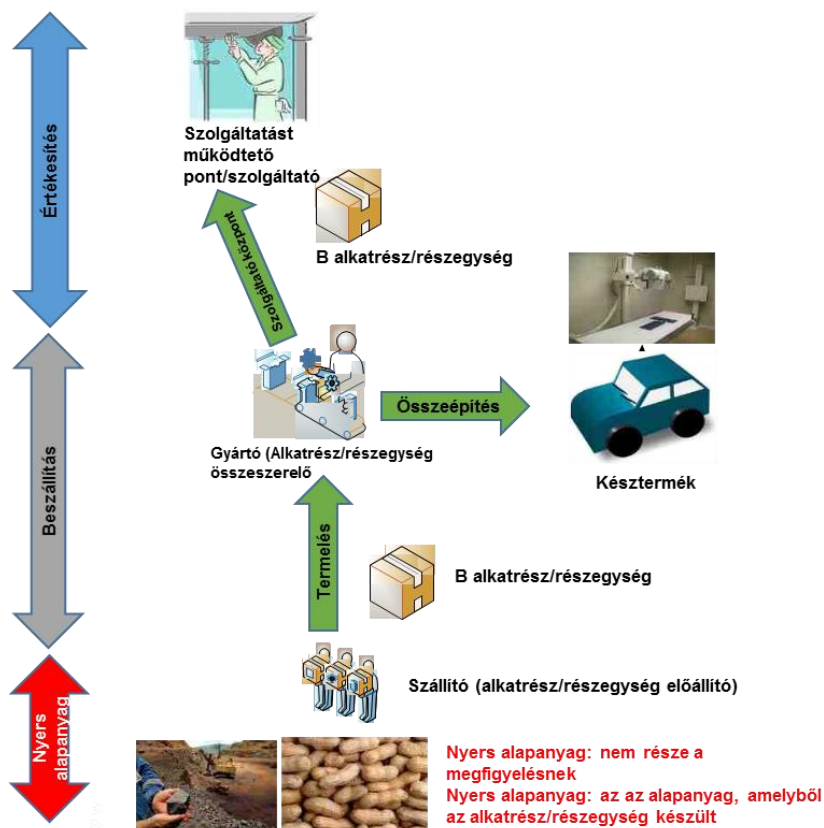 Értékesítés
Szolgáltatást
működtető
pont/szolgáltató
Szolgáltató központ
B alkatrész/részegység
Beszállítás
Gyártó (Alkatrész/részegység
összeszerelő
Összeépítés
Késztermék
Termelés
B alkatrész/részegység
Szállító (alkatrész/részegység előállító)
Nyers
alapanyag
Nyers alapanyag: nem része a
megfigyelésnek
Nyers alapanyag: az az alapanyag, amelyből
az alkatrész/részegység készült